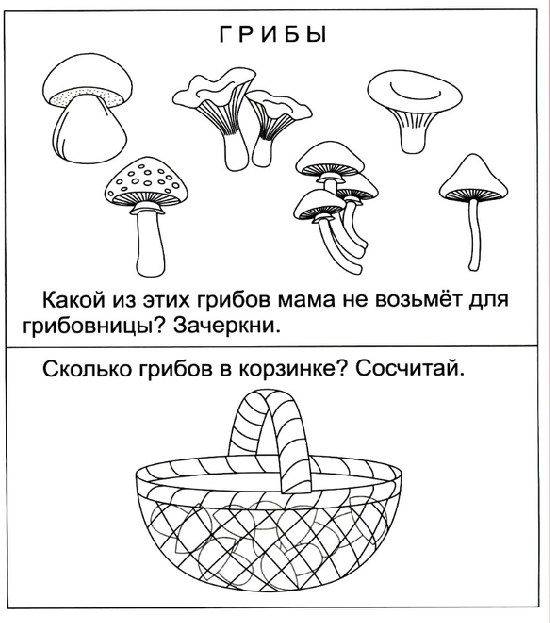 ГРИБЫ
Какой из этих грибов мама не возьмёт для
грибовницы? Зачеркни.
Сколько грибов в корзинке? Сосчитай.